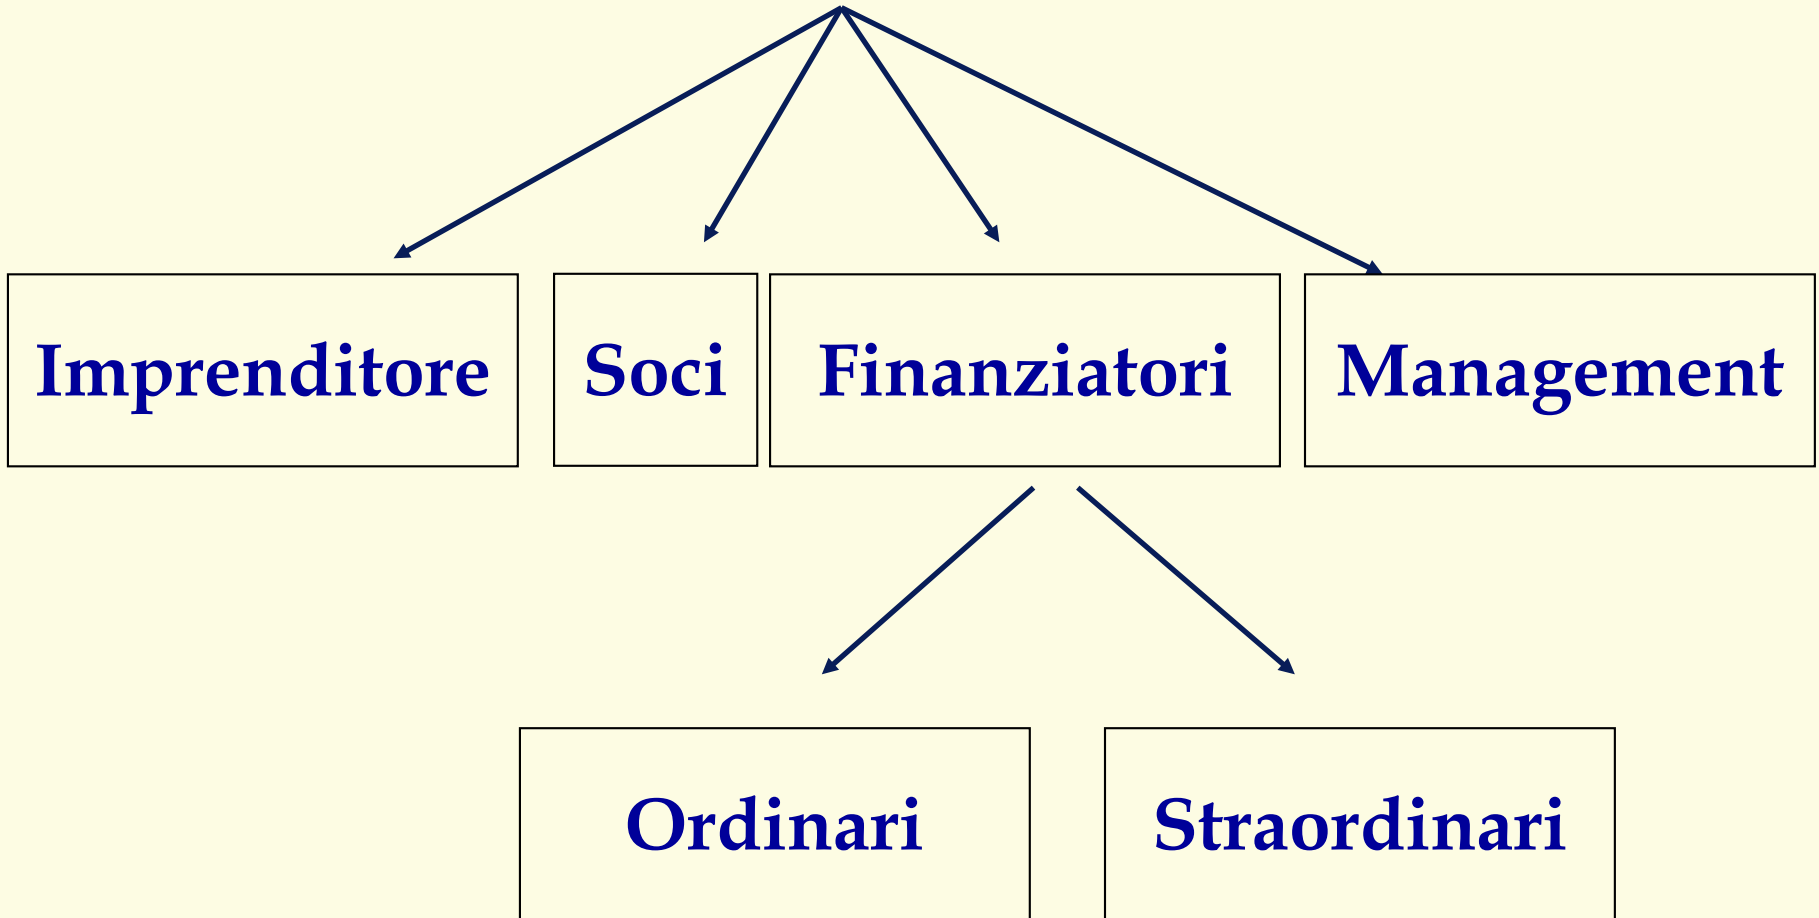 Imprenditore
Soci
Finanziatori
Management
Ordinari
Straordinari